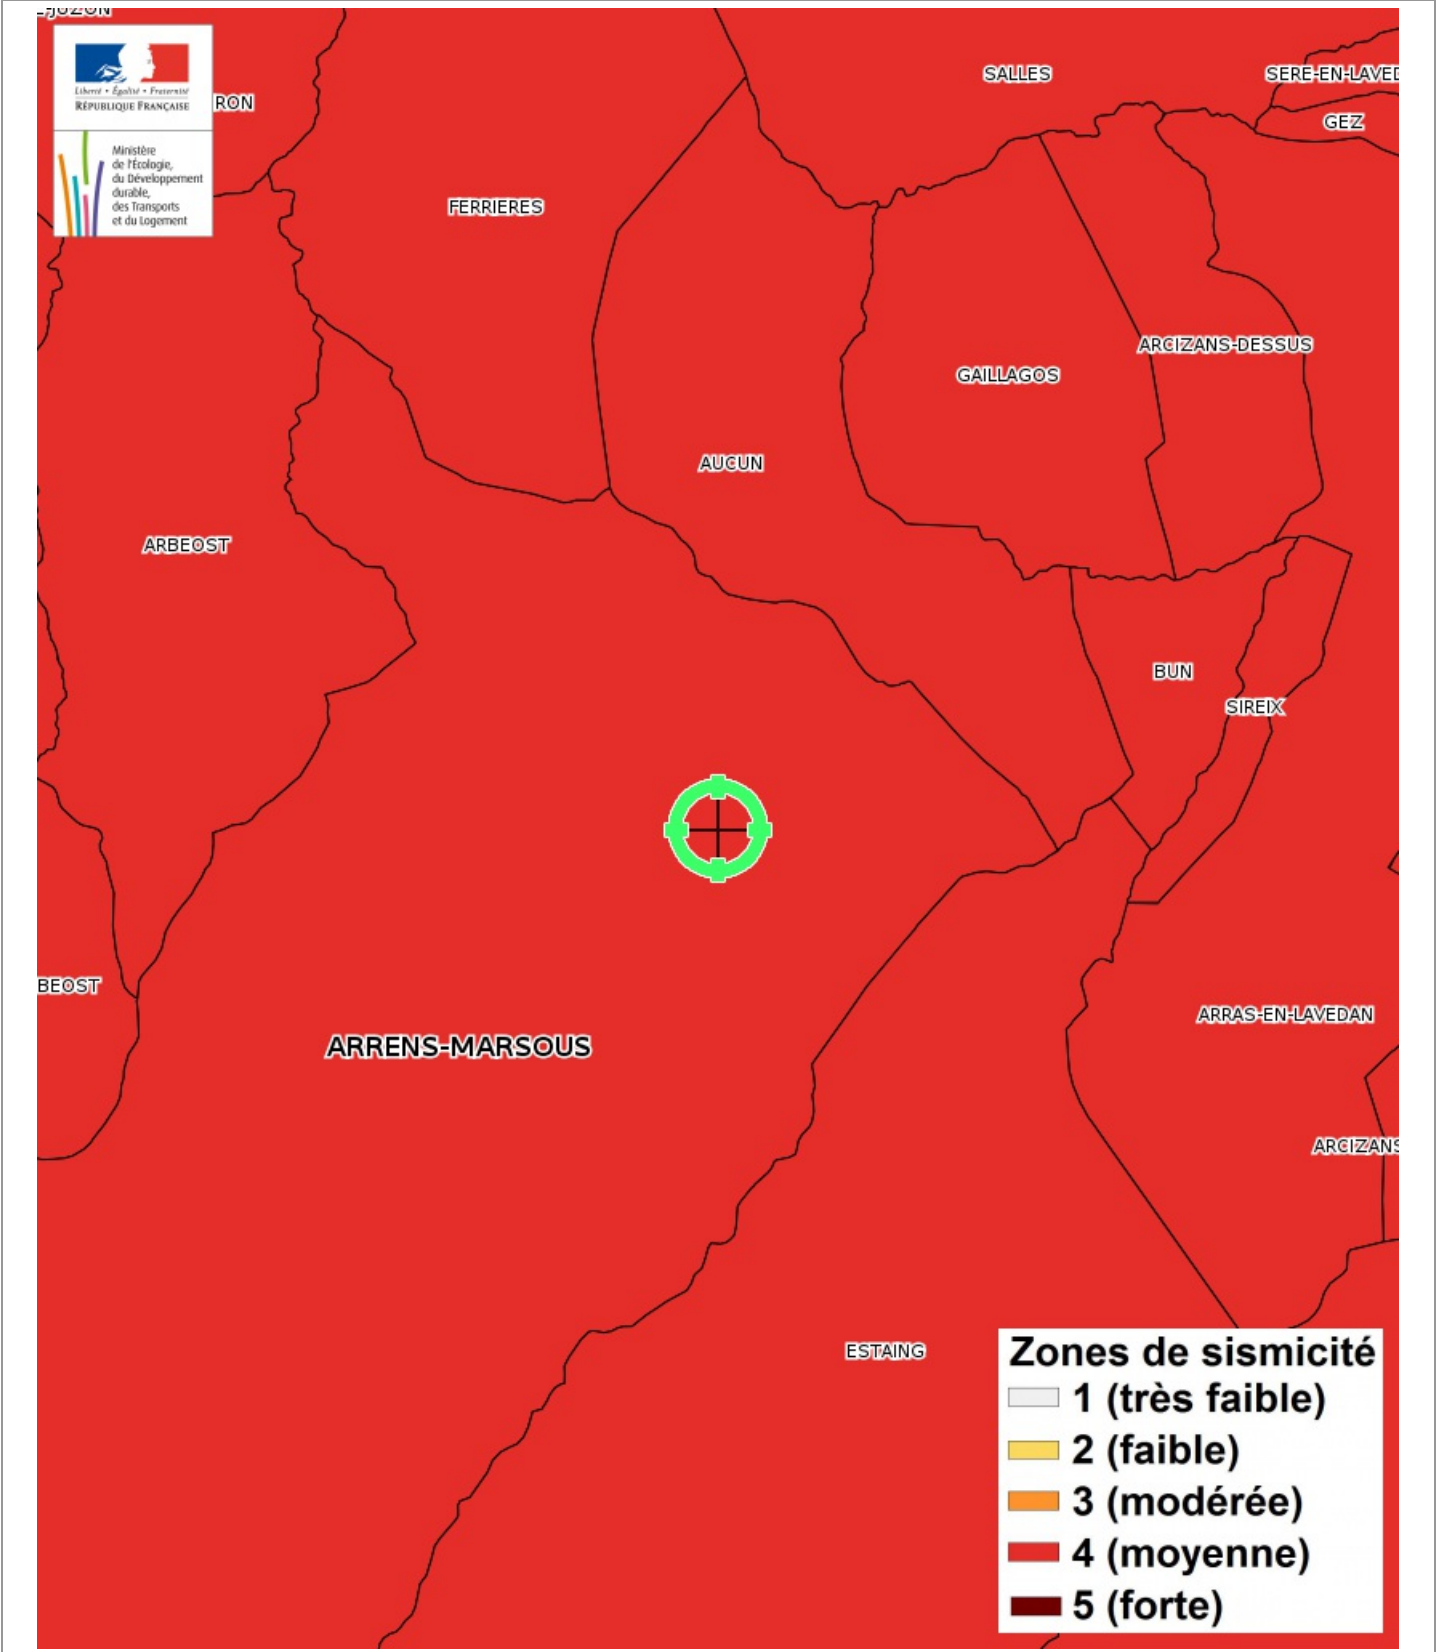 Liberté • Égalité • Fraternité
RÉPUBLIQUE FRANÇAISE
Ministère
de l'Écologie,
du Développement
durable,
des Transports
et du Logement
E-JUZON
RON
SALLES
SERE-EN-LAVED
GEZ
FERRIERES
ARCIZANS-DESSUS
GAILLAGOS
AUCUN
ARBEOST
BUN
SIREIX
BEOST
ARRAS-EN-LAVEDAN
ARRENS-MARSOUS
ARCIZANS
ESTAING
Zones de sismicité
1 (très faible)
2 (faible)
3 (modérée)
4 (moyenne)
5 (forte)